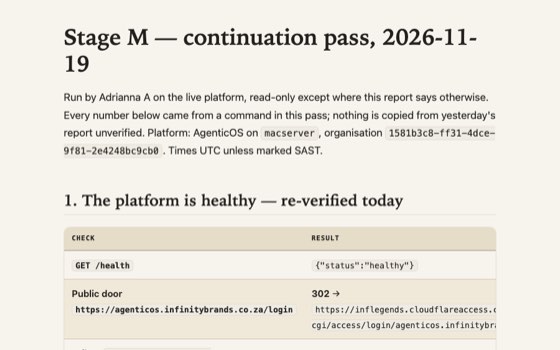 Stage M — continuation pass, 2026-11-
19
Run by Adrianna A on the live platform, read-only except where this report says otherwise.
Every number below came from a command in this pass; nothing is copied from yesterday's
report unverified. Platform: AgenticOS on macserver , organisation 1581b3c8-ff31-4dce-
9f81-2e4248bc9cb0 . Times UTC unless marked SAST.
1. The platform is healthy — re-verified today
CHECK RESULT
GET /health {"status":"healthy"}
Public door 302 →
https://agenticos.infinitybrands.co.za/login https://inflegends.cloudflareaccess.c
cgi/access/login/agenticos.infinitybra